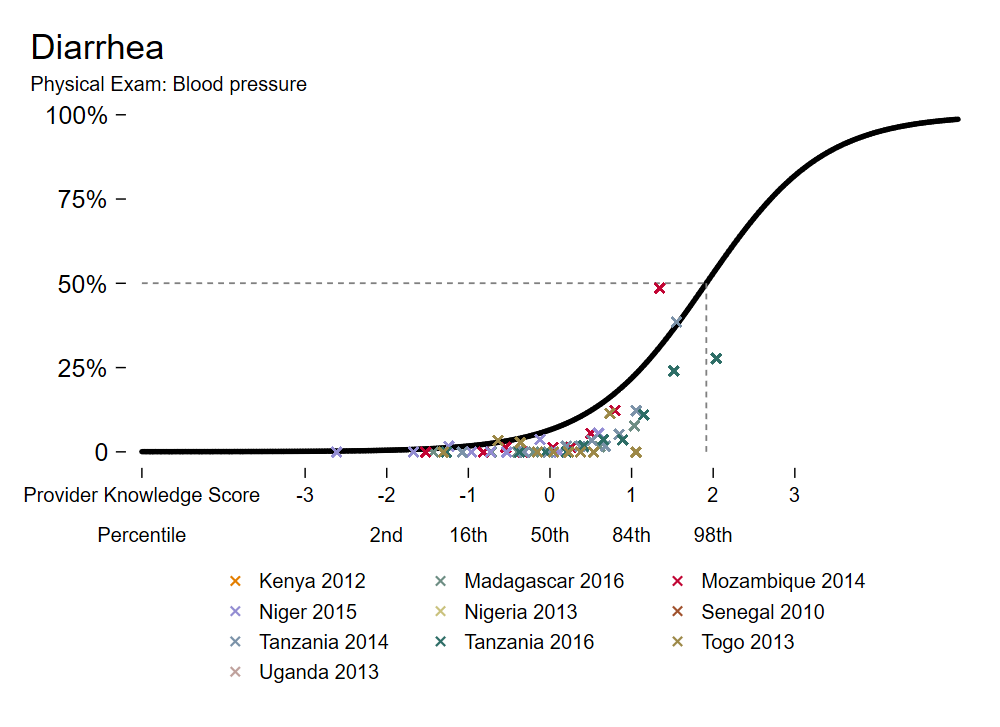 Diarrhea
Physical Exam: Blood pressure
100%
75%
50%
25%
0
Provider Knowledge Score -3 -2 -1 0 1 2 3
Percentile 2nd 16th 50th 84th 98th
Kenya 2012 Madagascar 2016 Mozambique 2014
Niger 2015 Nigeria 2013 Senegal 2010
Tanzania 2014 Tanzania 2016 Togo 2013
Uganda 2013